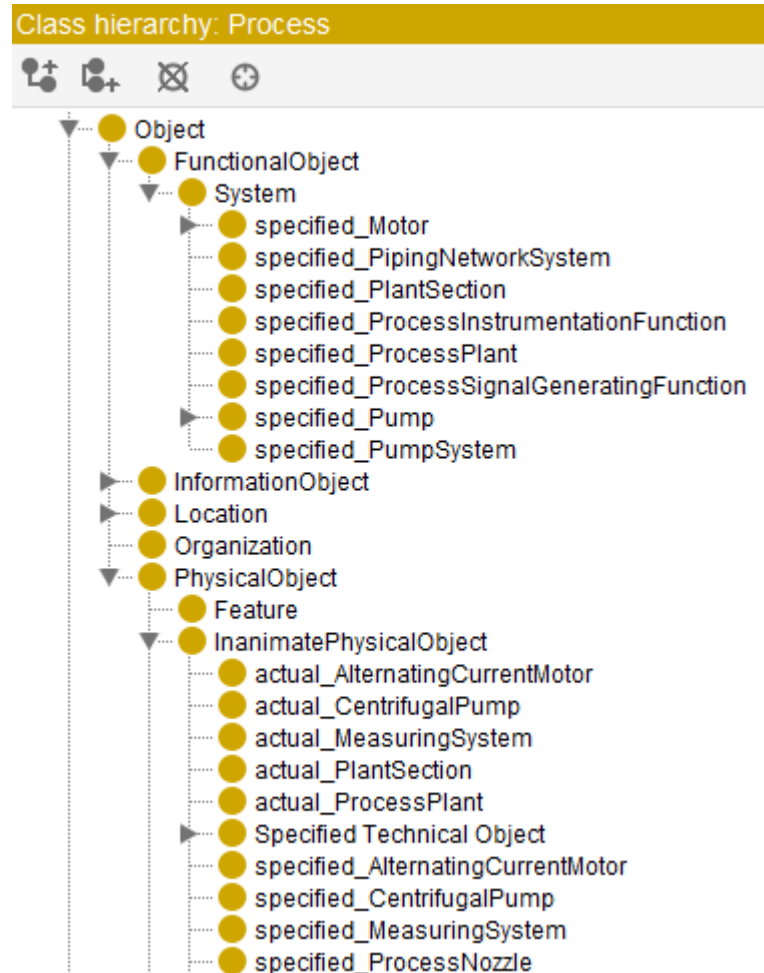 Class hierarchy: Process
Object
FunctionalObject
System
specified_Motor
specified_PipingNetworkSystem
specified_PlantSection
specified_ProcessInstrumentationFunction
specified_ProcessPlant
specified_ProcessSignalGeneratingFunction
specified_Pump
specified_PumpSystem
InformationObject
Location
Organization
PhysicalObject
Feature
InanimatePhysicalObject
actual_AlternatingCurrentMotor
actual_CentrifugalPump
actual_MeasuringSystem
actual_PlantSection
actual_ProcessPlant
Specified Technical Object
specified_AlternatingCurrentMotor
specified_CentrifugalPump
specified_MeasuringSystem
specified_ProcessNozzle